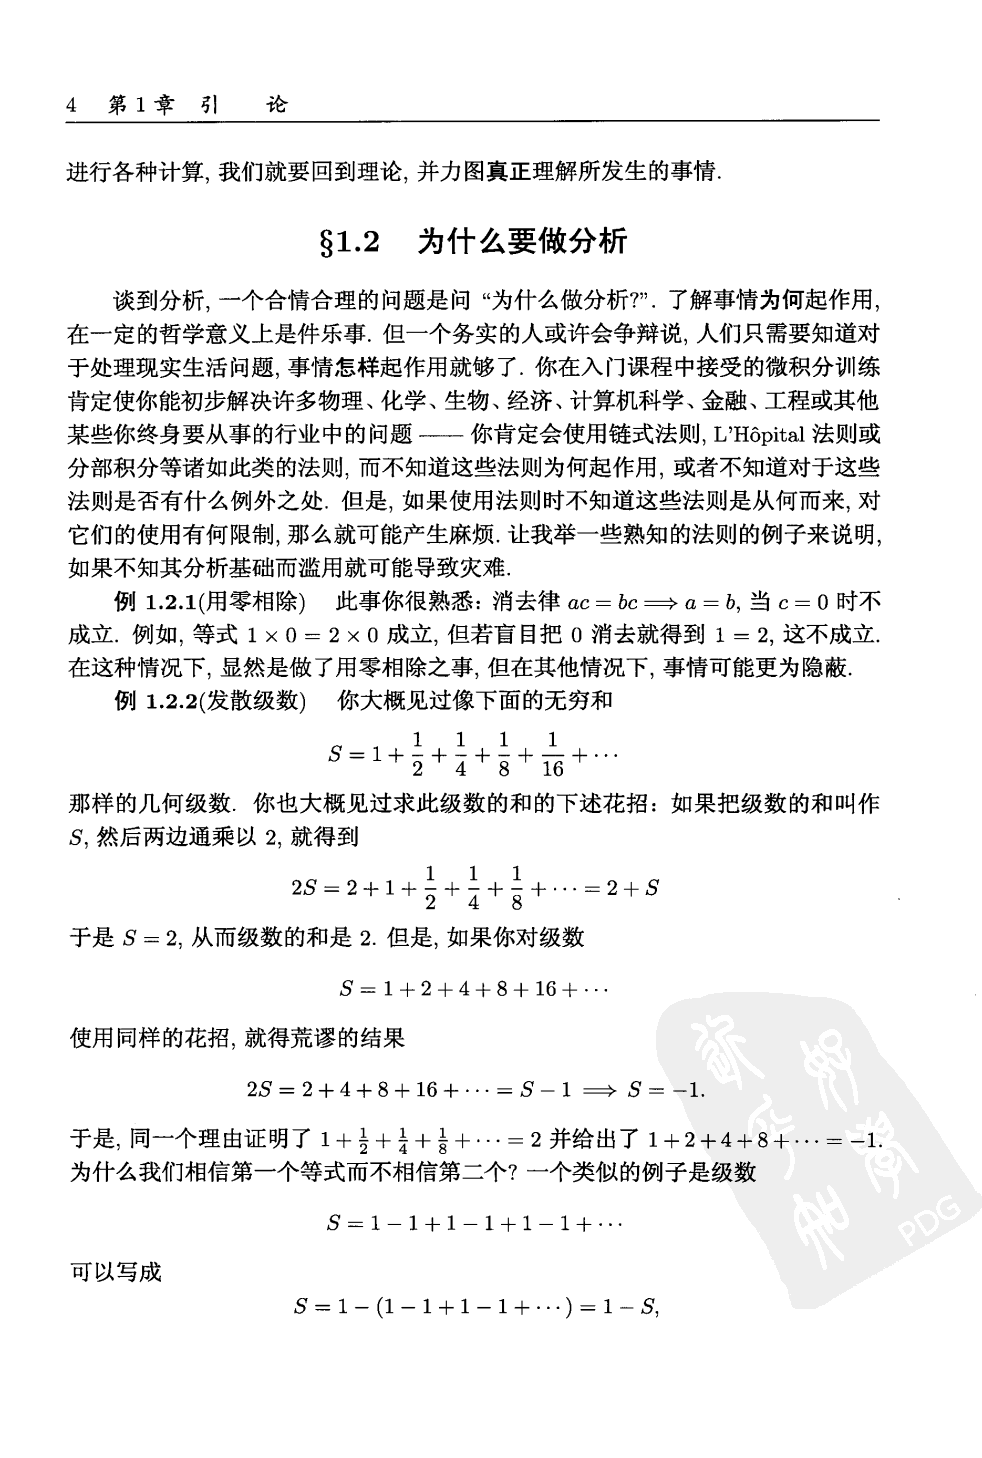 4 第1章 引 论
进行各种计算, 我们就要回到理论, 并力图真正理解所发生的事情.
§1.2 为什么要做分析
谈到分析, 一个合情合理的问题是问 “为什么做分析?”. 了解事情为何起作用,
在一定的哲学意义上是件乐事. 但一个务实的人或许会争辩说, 人们只需要知道对
于处理现实生活问题, 事情怎样起作用就够了. 你在入门课程中接受的微积分训练
肯定使你能初步解决许多物理、化学、生物、经济、计算机科学、金融、工程或其他
某些你终身要从事的行业中的问题 —— 你肯定会使用链式法则, L'Hôpital 法则或
分部积分等诸如此类的法则, 而不知道这些法则为何起作用, 或者不知道对于这些
法则是否有什么例外之处. 但是, 如果使用法则时不知道这些法则是从何而来, 对
它们的使用有何限制, 那么就可能产生麻烦. 让我举一些熟知的法则的例子来说明,
如果不知其分析基础而滥用就可能导致灾难.
例 1.2.1(用零相除) 此事你很熟悉: 消去律 ac = bc ⟹ a = b, 当 c = 0 时不
成立. 例如, 等式 1 × 0 = 2 × 0 成立, 但若盲目把 0 消去就得到 1 = 2, 这不成立.
在这种情况下, 显然是做了用零相除之事, 但在其他情况下, 事情可能更为隐蔽.
例 1.2.2(发散级数) 你大概见过像下面的无穷和
S = 1 + 1/2 + 1/4 + 1/8 + 1/16 + ⋯
那样的几何级数. 你也大概见过求此级数的和的下述花招: 如果把级数的和叫作
S, 然后两边通乘以 2, 就得到
2S = 2 + 1 + 1/2 + 1/4 + 1/8 + ⋯ = 2 + S
于是 S = 2, 从而级数的和是 2. 但是, 如果你对级数
S = 1 + 2 + 4 + 8 + 16 + ⋯
使用同样的花招, 就得荒谬的结果
2S = 2 + 4 + 8 + 16 + ⋯ = S − 1 ⟹ S = −1.
于是, 同一个理由证明了 1 + 1/2 + 1/4 + 1/8 + ⋯ = 2 并给出了 1 + 2 + 4 + 8 + ⋯ = −1.
为什么我们相信第一个等式而不相信第二个? 一个类似的例子是级数
S = 1 − 1 + 1 − 1 + 1 − 1 + ⋯
可以写成
S = 1 − (1 − 1 + 1 − 1 + ⋯) = 1 − S,
PDG